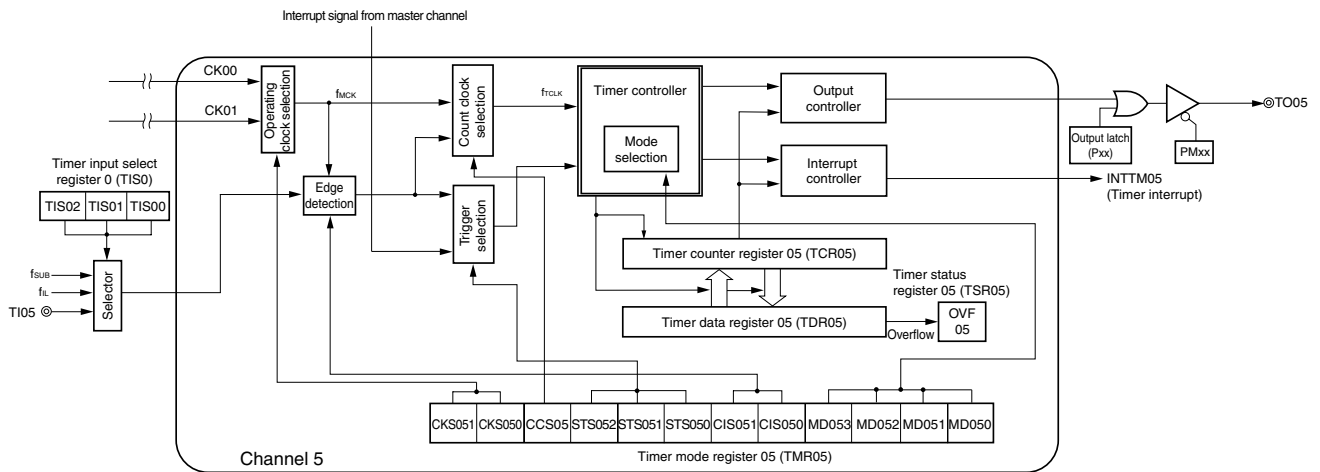 Interrupt signal from master channel
CK00
CK01
Operating
clock selection
fMCK
Count clock
selection
fTCLK
Timer controller
Mode
selection
Output
controller
Interrupt
controller
TO05
Output latch
(Pxx)
PMxx
INTTM05
(Timer interrupt)
Timer input select
register 0 (TIS0)
TIS02 TIS01 TIS00
Edge
detection
Trigger
selection
fSUB
fIL
TI05
Selector
Timer counter register 05 (TCR05)
Timer status
register 05 (TSR05)
Timer data register 05 (TDR05)
Overflow
OVF
05
CKS051 CKS050 CCS05 STS052 STS051 STS050 CIS051 CIS050 MD053 MD052 MD051 MD050
Channel 5
Timer mode register 05 (TMR05)